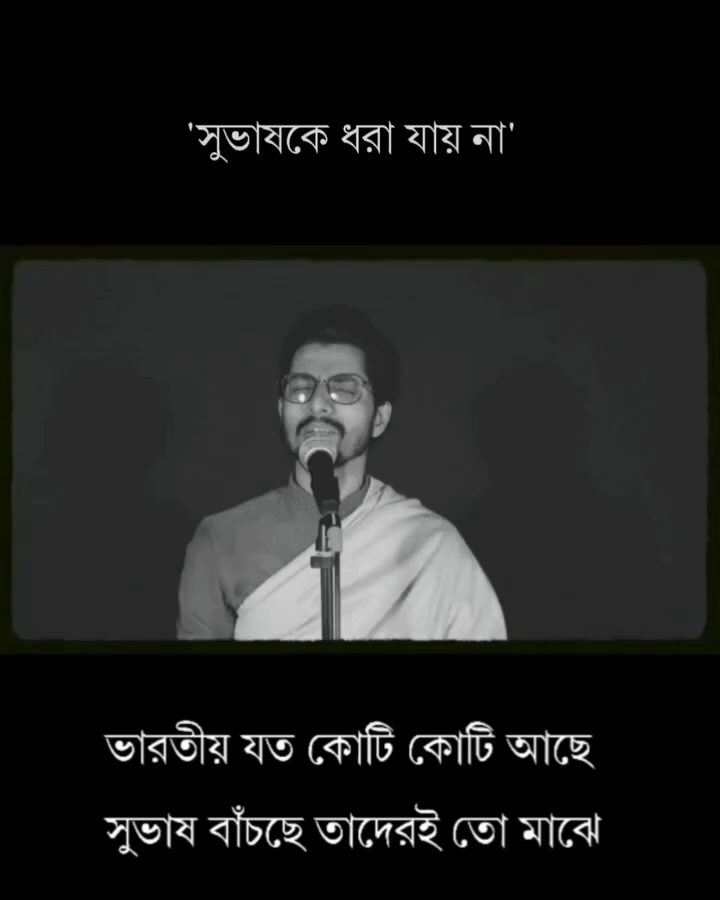 'সুভাষকে ধরা যায় না'
ভারতীয় যত কোটি কোটি আছে
সুভাষ বাঁচছে তাদেরই তো মাঝে